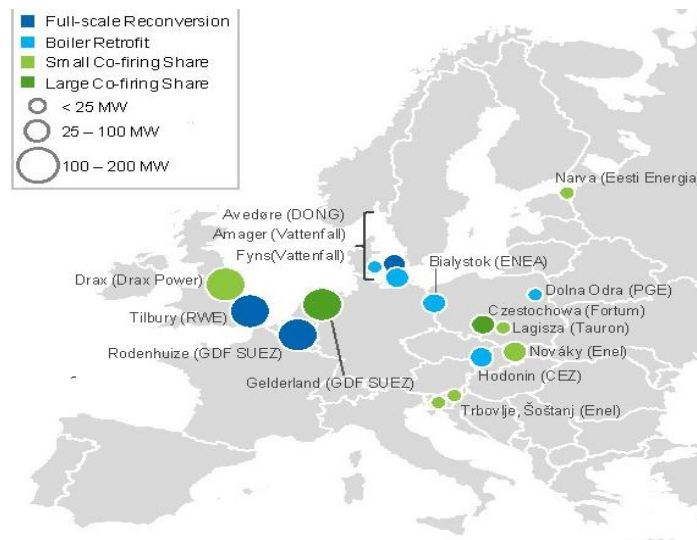 Full-scale Reconversion
Boiler Retrofit
Small Co-firing Share
Large Co-firing Share
< 25 MW
25 – 100 MW
100 – 200 MW
Narva (Eesti Energia)
Avedøre (DONG)
Amager (Vattenfall)
Fyns(Vattenfall)
Bialystok (ENEA)
Drax (Drax Power)
Dolna Odra (PGE)
Czestochowa (Fortum)
Tilbury (RWE)
Lagisza (Tauron)
Rodenhuize (GDF SUEZ)
Nováky (Enel)
Gelderland (GDF SUEZ)
Hodonin (CEZ)
Trbovlje, Šoštanj (Enel)